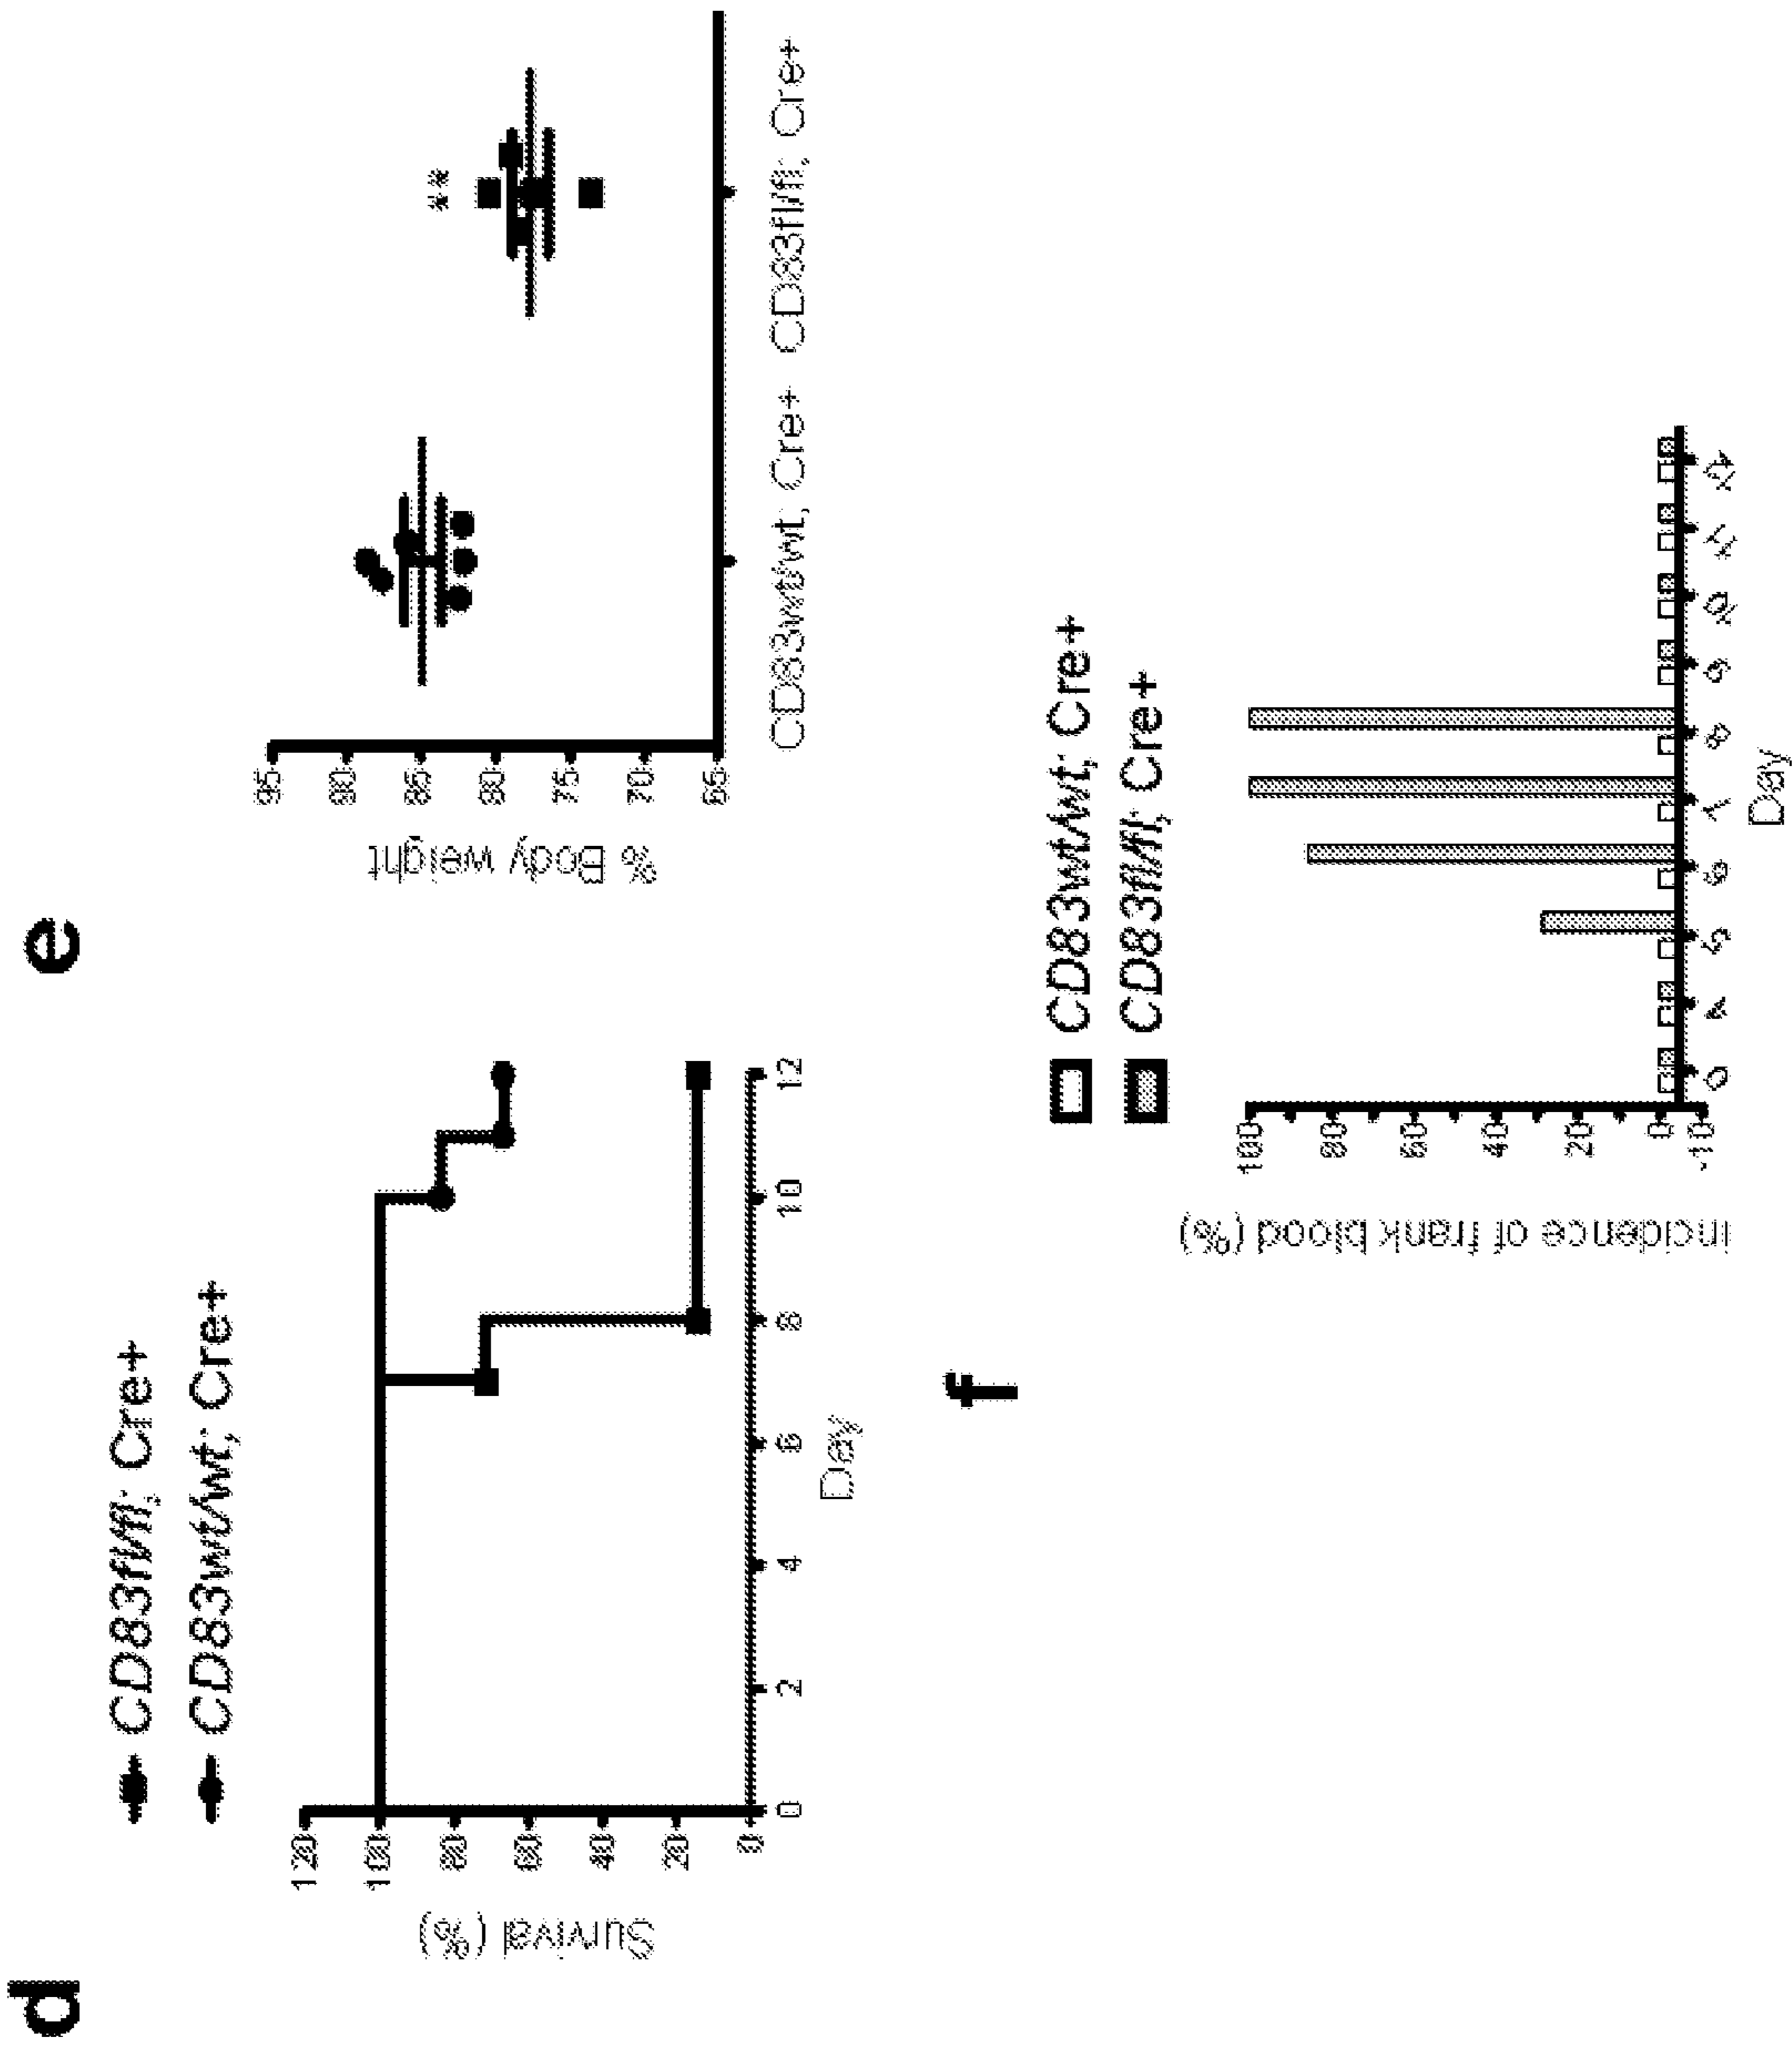 d
CD83fl/fl; Cre+
CD83wt/wt; Cre+
Survival (%)
120
100
80
60
40
20
0
0 2 4 6 8 10 12
Day
e
% Body weight
95
90
85
80
75
70
65
**
CD83wt/wt; Cre+ CD83fl/fl; Cre+
f
CD83wt/wt; Cre+
CD83fl/fl; Cre+
incidence of frank blood (%)
100
80
60
40
20
0
-10
0 4 5 6 7 8 9 10 11 12
Day